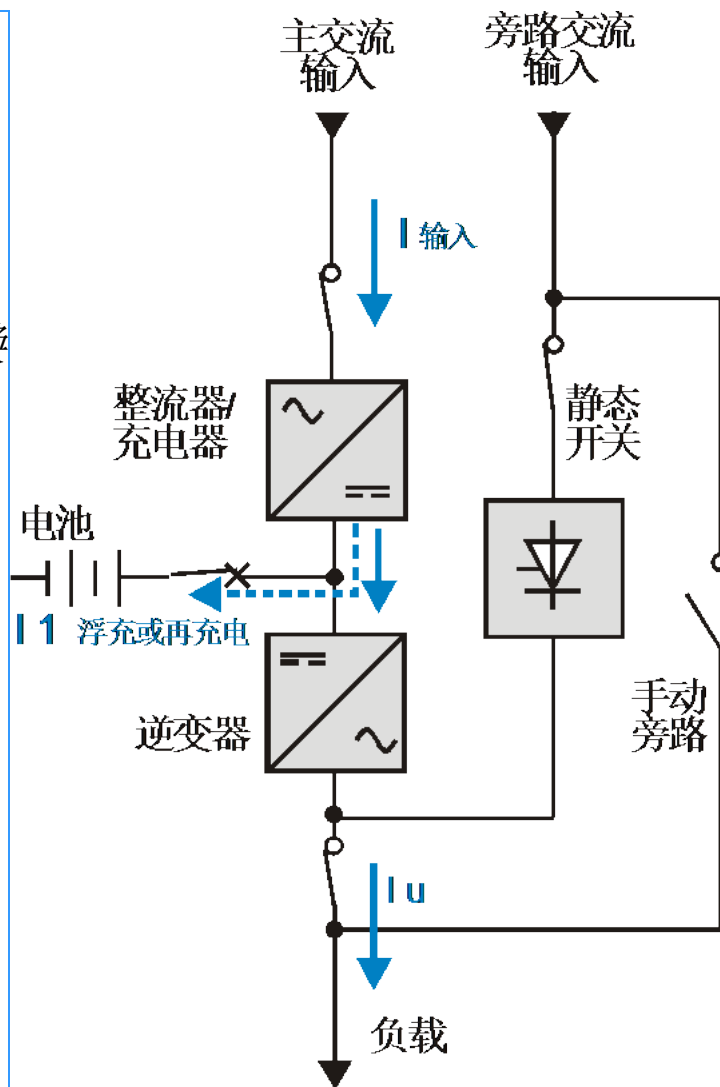 主交流
输入
旁路交流
输入
I 输入
整流器/
充电器
静态
开关
电池
I 1 浮充或再充电
手动
旁路
逆变器
I u
负载